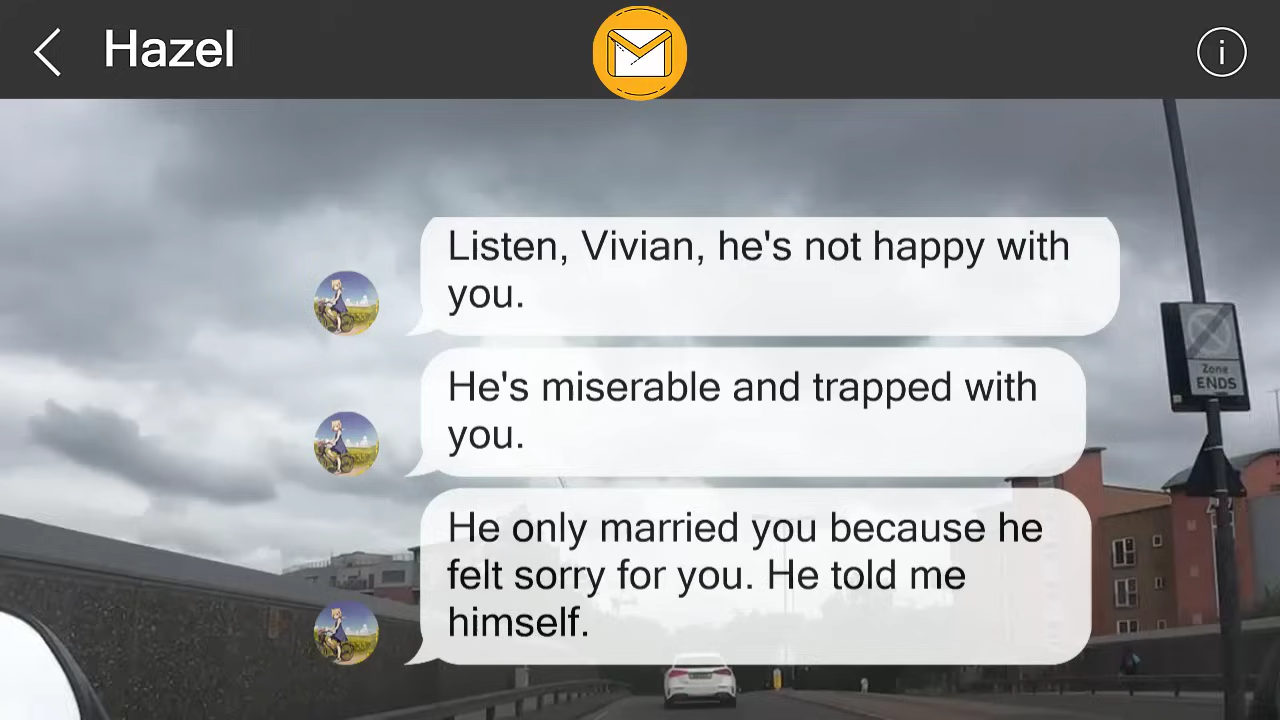 Hazel
i
Listen, Vivian, he's not happy with
you.
He's miserable and trapped with
you.
He only married you because he
felt sorry for you. He told me
himself.
Zone
ENDS